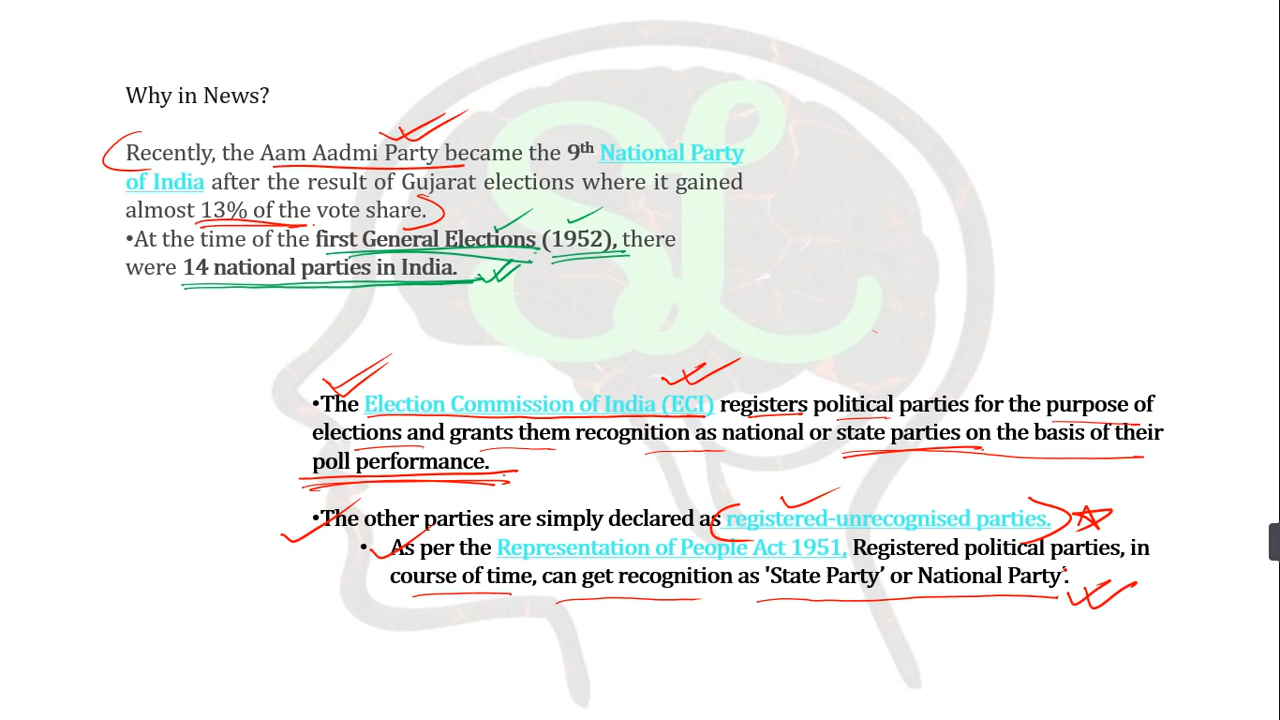 Why in News?
Recently, the Aam Aadmi Party became the 9th National Party
of India after the result of Gujarat elections where it gained
almost 13% of the vote share.
•At the time of the first General Elections (1952), there
were 14 national parties in India.
SL
•The Election Commission of India (ECI) registers political parties for the purpose of
elections and grants them recognition as national or state parties on the basis of their
poll performance.
•The other parties are simply declared as registered-unrecognised parties.
• As per the Representation of People Act 1951, Registered political parties, in
course of time, can get recognition as 'State Party’ or National Party’.